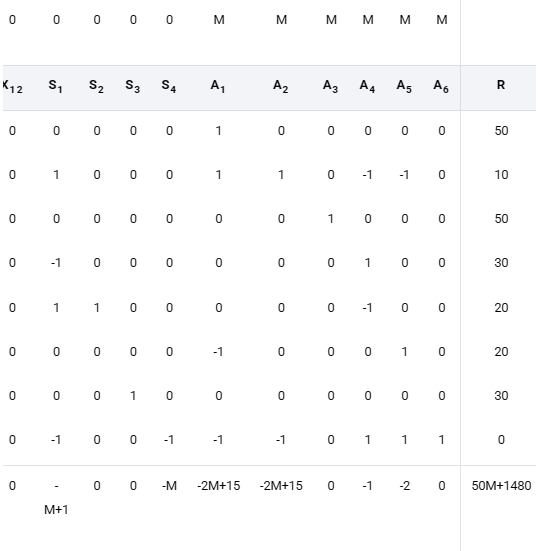 0 0 0 0 0 M M M M M M
X12 S1 S2 S3 S4 A1 A2 A3 A4 A5 A6 R
0 0 0 0 0 1 0 0 0 0 0 50
0 1 0 0 0 1 1 0 -1 -1 0 10
0 0 0 0 0 0 0 1 0 0 0 50
0 -1 0 0 0 0 0 0 1 0 0 30
0 1 1 0 0 0 0 0 -1 0 0 20
0 0 0 0 0 -1 0 0 0 1 0 20
0 0 0 1 0 0 0 0 0 0 0 30
0 -1 0 0 -1 -1 -1 0 1 1 1 0
0 - 0 0 -M -2M+15 -2M+15 0 -1 -2 0 50M+1480
M+1